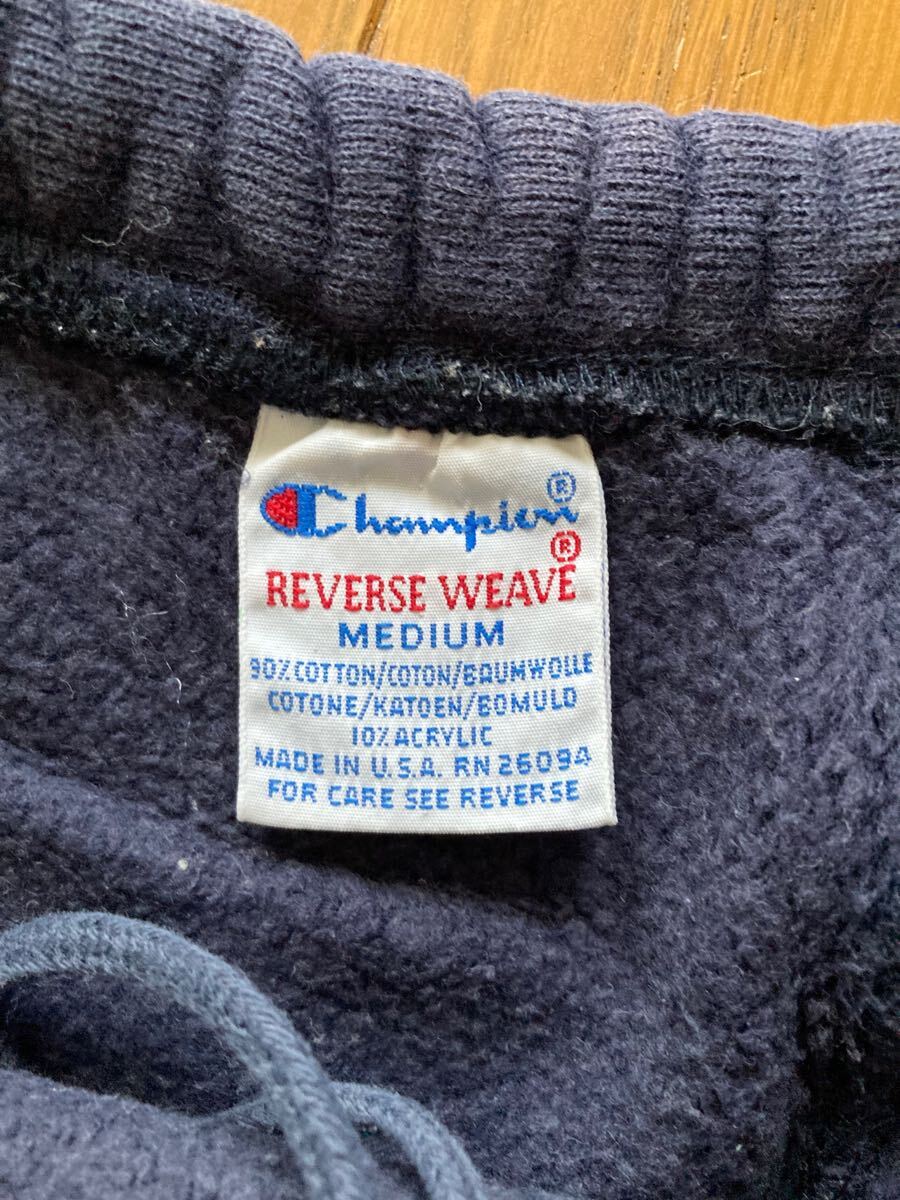 Champion®
REVERSE WEAVE®
MEDIUM
90% COTTON/COTON/BAUMWOLLE
COTONE/KATOEN/BOMULD
10% ACRYLIC
MADE IN U.S.A. RN 26094
FOR CARE SEE REVERSE